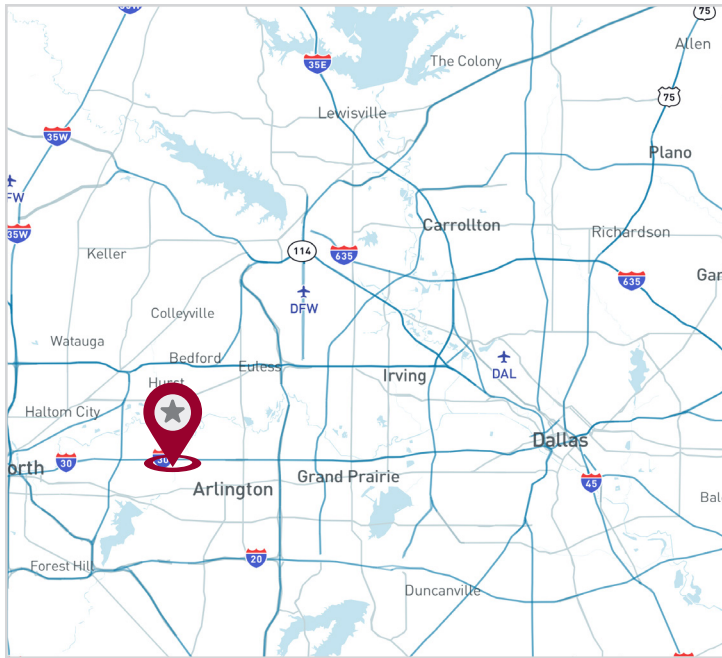 75
Allen
35E
The Colony
75
Lewisville
35W
Plano
FW
35W
Carrollton
Richardson
Keller
114
635
635
Gar
DFW
Colleyville
Watauga
Bedford
Euless
Irving
DAL
Hurst
Haltom City
Dallas
orth
30
30
Grand Prairie
Arlington
45
Bal
20
Forest Hill
Duncanville